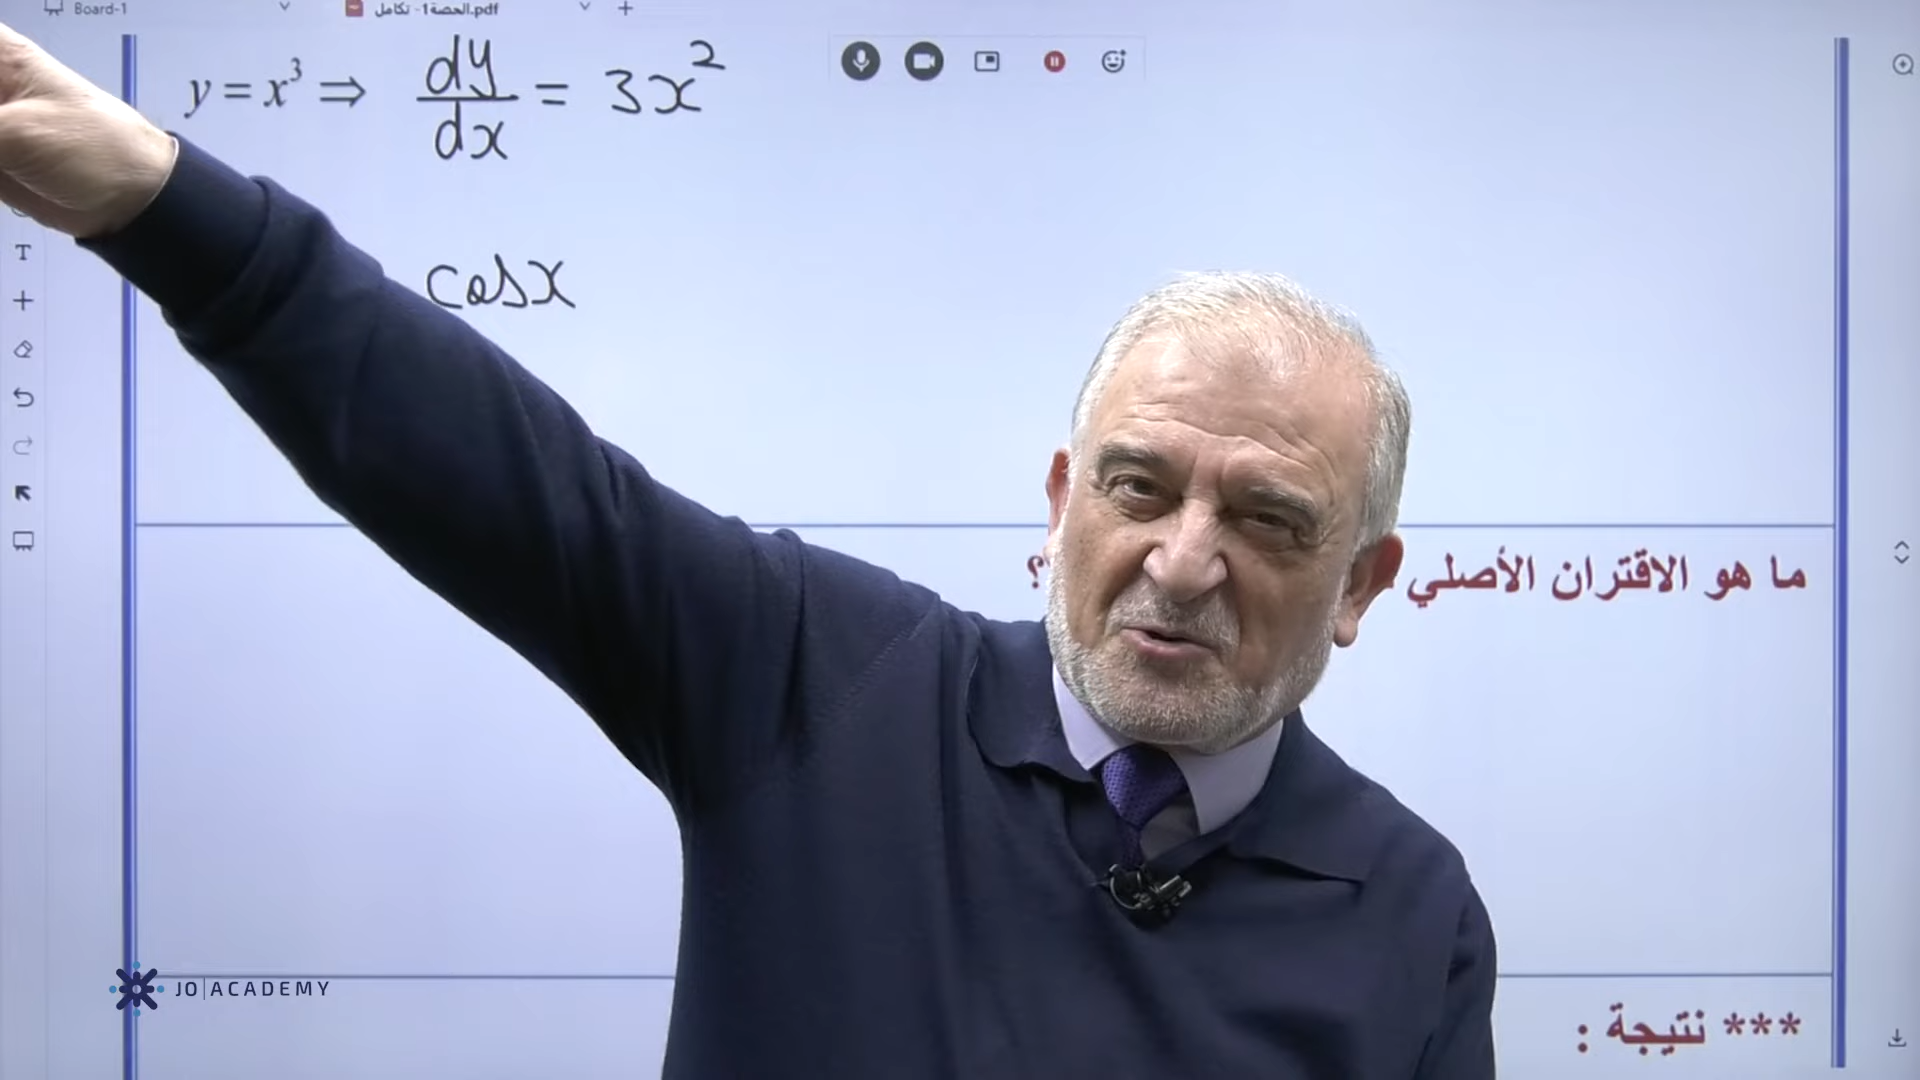 Board-1
الحصة1- تكامل.pdf
y = x³ ⇒ dy/dx = 3x²
cosx
T
ما هو الاقتران الأصلي ؟
JO ACADEMY
*** نتيجة :